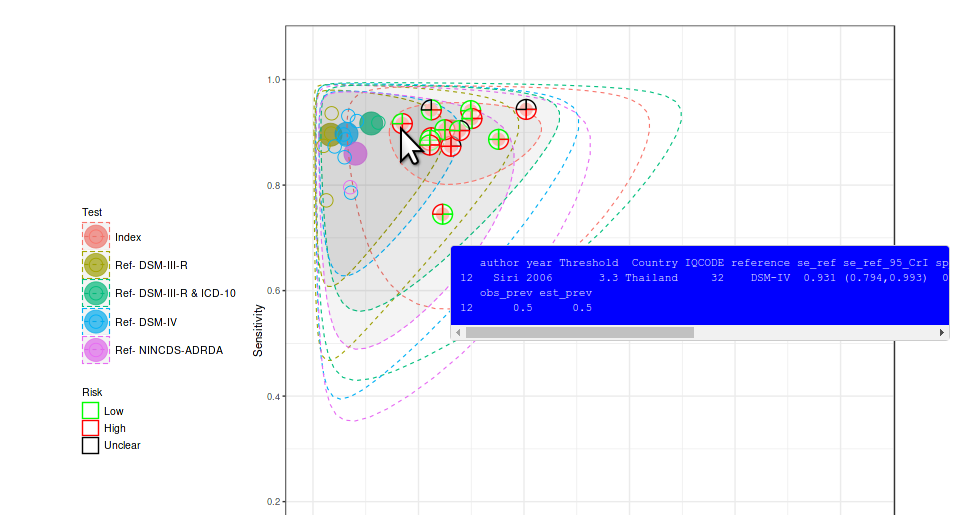 1.0
0.8
0.6
0.4
0.2
Sensitivity
Test
Index
Ref- DSM-III-R
Ref- DSM-III-R & ICD-10
Ref- DSM-IV
Ref- NINCDS-ADRDA
Risk
Low
High
Unclear
author year Threshold Country IQCODE reference se_ref se_ref_95_CrI sp
12 Siri 2006 3.3 Thailand 32 DSM-IV 0.931 (0.794,0.993) 0
obs_prev est_prev
12 0.5 0.5